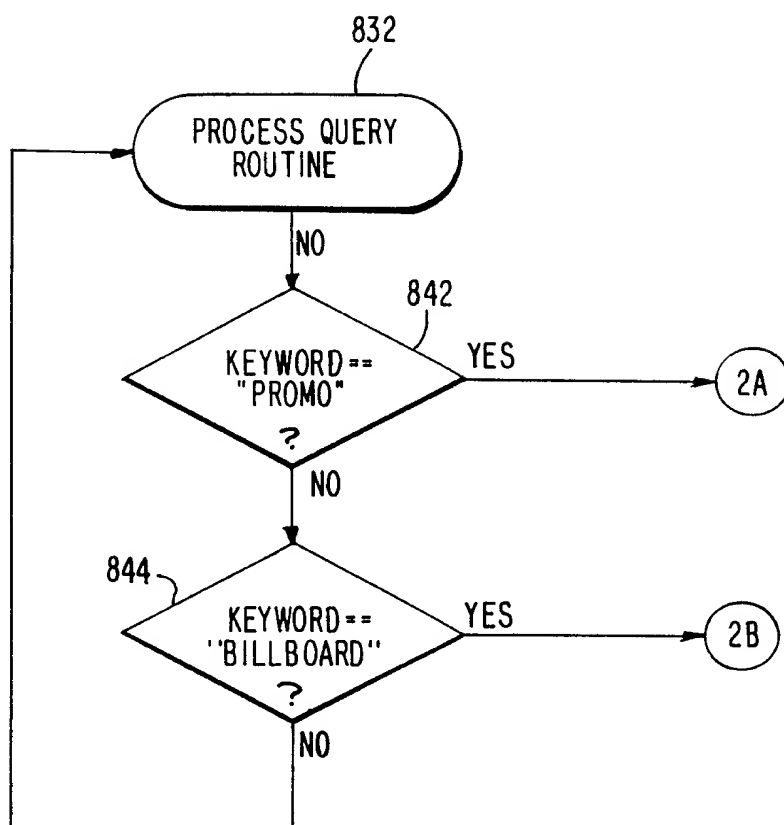 832
PROCESS QUERY
ROUTINE
NO
842
KEYWORD==
"PROMO"
?
YES
2A
NO
844
KEYWORD==
"BILLBOARD"
?
YES
2B
NO